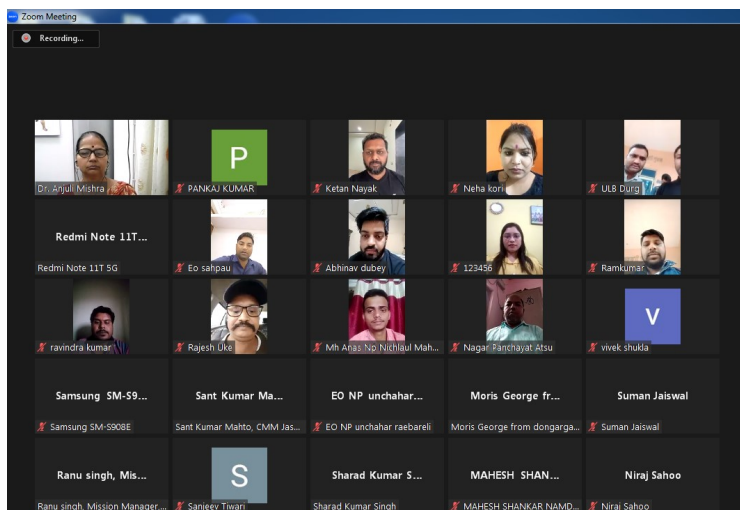 Zoom Meeting
Recording...
Dr. Anjuli Mishra
P
PANKAJ KUMAR
Ketan Nayak
Neha kori
ULB Durg
Redmi Note 11T...
Redmi Note 11T 5G
Eo sahpau
Abhinav dubey
123456
Ramkumar
ravindra kumar
Rajesh Uke
Mh Anas Np Nichlaul Mah...
Nagar Panchayat Atsu
V
vivek shukla
Samsung SM-S9...
Samsung SM-S908E
Sant Kumar Ma...
Sant Kumar Mahto, CMM Jas...
EO NP unchahar...
EO NP unchahar raebareli
Moris George fr...
Moris George from dongarga...
Suman Jaiswal
Suman Jaiswal
Ranu singh, Mis...
Ranu singh, Mission Manager,...
S
Sanjeev Tiwari
Sharad Kumar S...
Sharad Kumar Singh
MAHESH SHAN...
MAHESH SHANKAR NAMD...
Niraj Sahoo
Niraj Sahoo